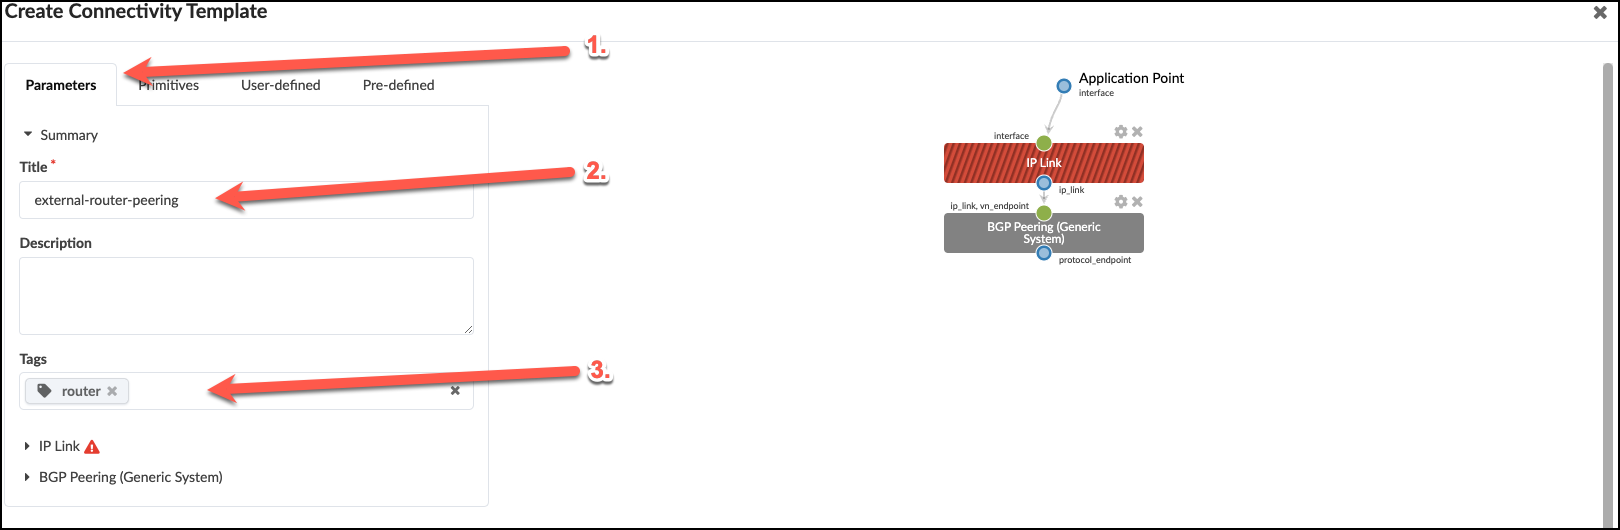 Create Connectivity Template
1.
Parameters
Primitives
User-defined
Pre-defined
Summary
Title *
2.
external-router-peering
Description
Tags
3.
router
IP Link
BGP Peering (Generic System)
Application Point
interface
interface
IP Link
ip_link
ip_link, vn_endpoint
BGP Peering (Generic
System)
protocol_endpoint